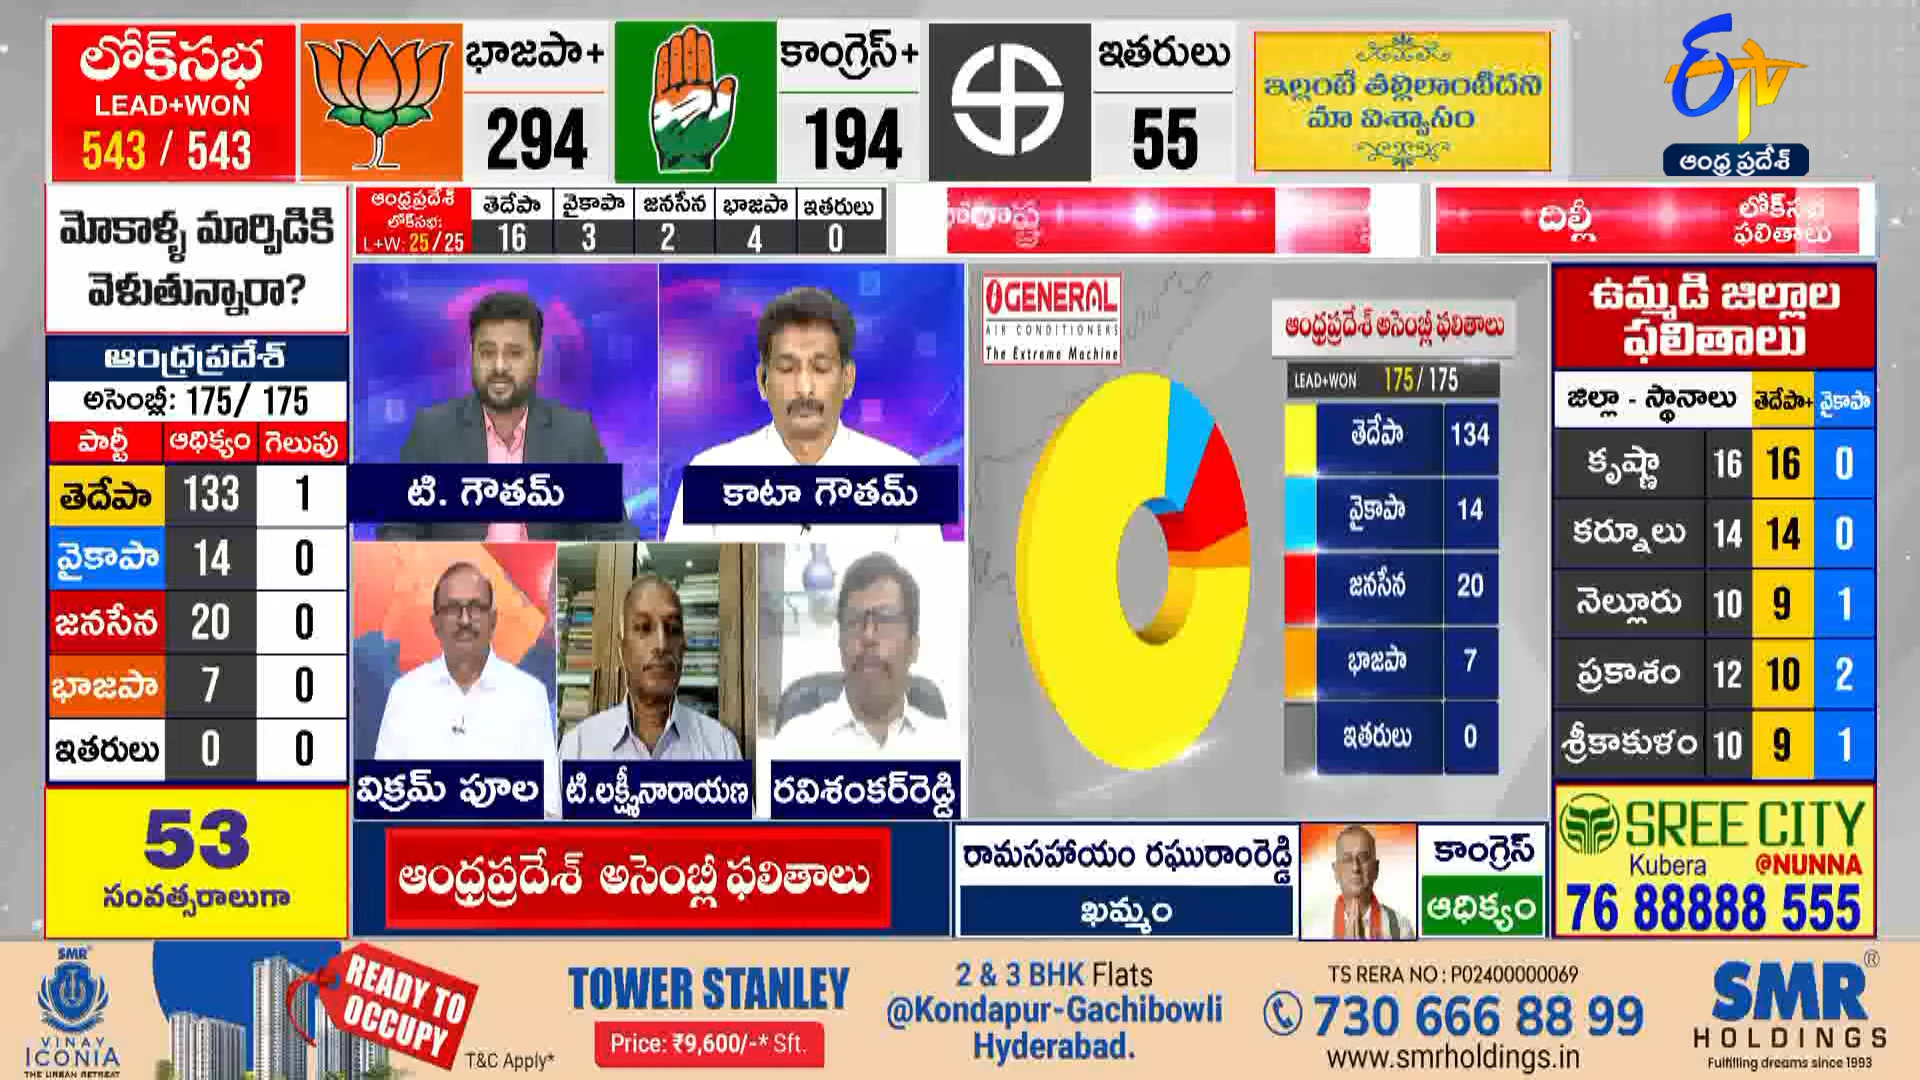 లోక్‌సభ
LEAD+WON
543 / 543
భాజపా+
294
కాంగ్రెస్+
194
ఇతరులు
55
ఇల్లంటే తల్లిలాంటిదని
మా విశ్వాసం
ETV
ఆంధ్ర ప్రదేశ్
ఆంధ్రప్రదేశ్
లోక్‌సభ:
L+W: 25/25
తెదేపా వైకాపా జనసేన భాజపా ఇతరులు
16 3 2 4 0
దిల్లీ
లోక్‌సభ
ఫలితాలు
మోకాళ్ళ మార్పిడికి
వెళుతున్నారా?
ఆంధ్రప్రదేశ్
అసెంబ్లీ: 175/ 175
పార్టీ ఆధిక్యం గెలుపు
తెదేపా 133 1
వైకాపా 14 0
జనసేన 20 0
భాజపా 7 0
ఇతరులు 0 0
53
సంవత్సరాలుగా
టి. గౌతమ్
కాటా గౌతమ్
విక్రమ్ పూల
టి.లక్ష్మీనారాయణ
రవిశంకర్‌రెడ్డి
GENERAL
AIR CONDITIONERS
The Extreme Machine
ఆంధ్రప్రదేశ్ అసెంబ్లీ ఫలితాలు
LEAD+WON 175/175
తెదేపా 134
వైకాపా 14
జనసేన 20
భాజపా 7
ఇతరులు 0
ఉమ్మడి జిల్లాల
ఫలితాలు
జిల్లా - స్థానాలు తెదేపా+ వైకాపా
కృష్ణా 16 16 0
కర్నూలు 14 14 0
నెల్లూరు 10 9 1
ప్రకాశం 12 10 2
శ్రీకాకుళం 10 9 1
SREE CITY
Kubera @NUNNA
76 88888 555
ఆంధ్రప్రదేశ్ అసెంబ్లీ ఫలితాలు
రామసహాయం రఘురాంరెడ్డి
ఖమ్మం
కాంగ్రెస్
ఆధిక్యం
SMR
VINAY
ICONIA
THE URBAN RETREAT
READY TO
OCCUPY
T&C Apply*
TOWER STANLEY
Price: ₹9,600/-* Sft.
2 & 3 BHK Flats
@Kondapur-Gachibowli
Hyderabad.
TS RERA NO : P02400000069
730 666 88 99
www.smrholdings.in
SMR®
HOLDINGS
Fulfilling dreams since 1993